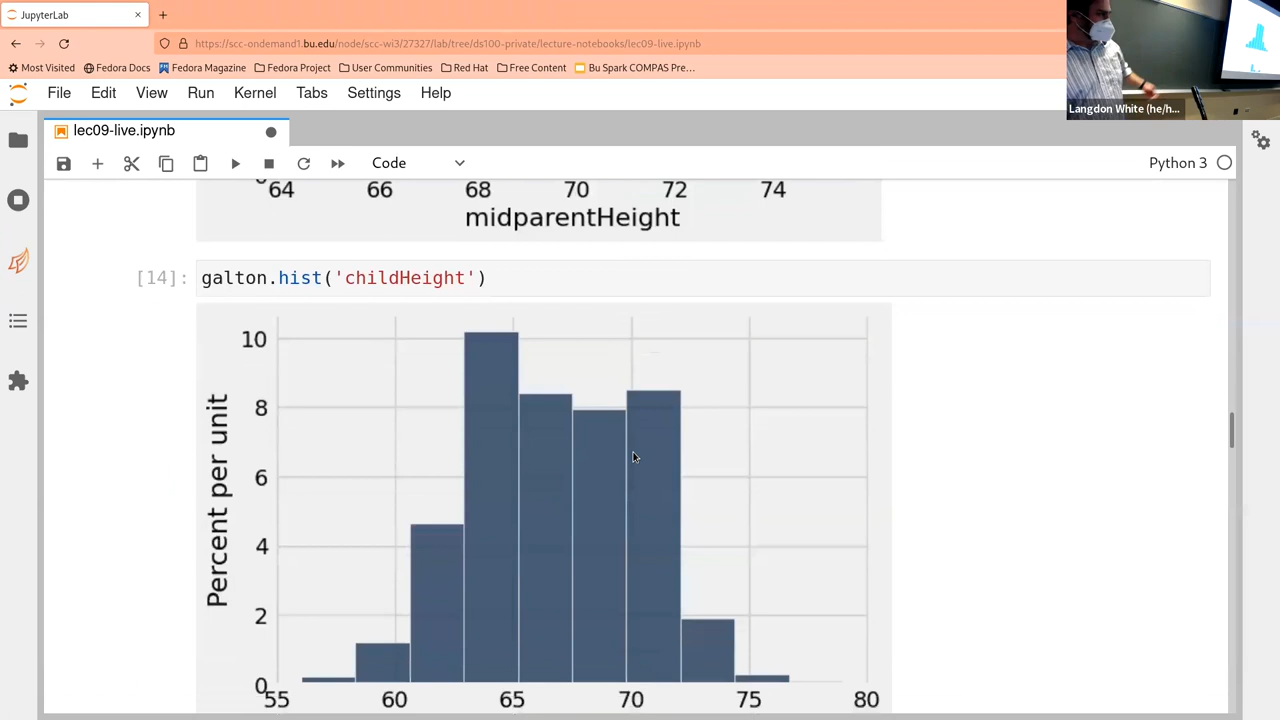 JupyterLab
https://scc-ondemand1.bu.edu/node/scc-wi3/27327/lab/tree/ds100-private/lecture-notebooks/lec09-live.ipynb
Most Visited Fedora Docs Fedora Magazine Fedora Project User Communities Red Hat Free Content Bu Spark COMPAS Pre...
Langdon White (he/h...
File Edit View Run Kernel Tabs Settings Help
lec09-live.ipynb
Code Python 3
64 66 68 70 72 74
midparentHeight
[14]: galton.hist('childHeight')
10
8
6
4
2
0
Percent per unit
55 60 65 70 75 80